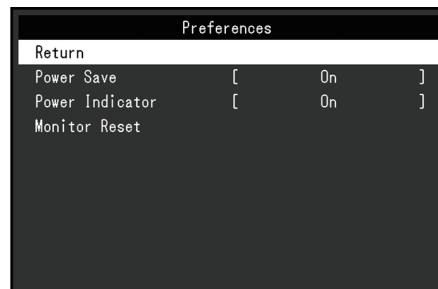 Preferences
Return
Power Save [ On ]
Power Indicator [ On ]
Monitor Reset